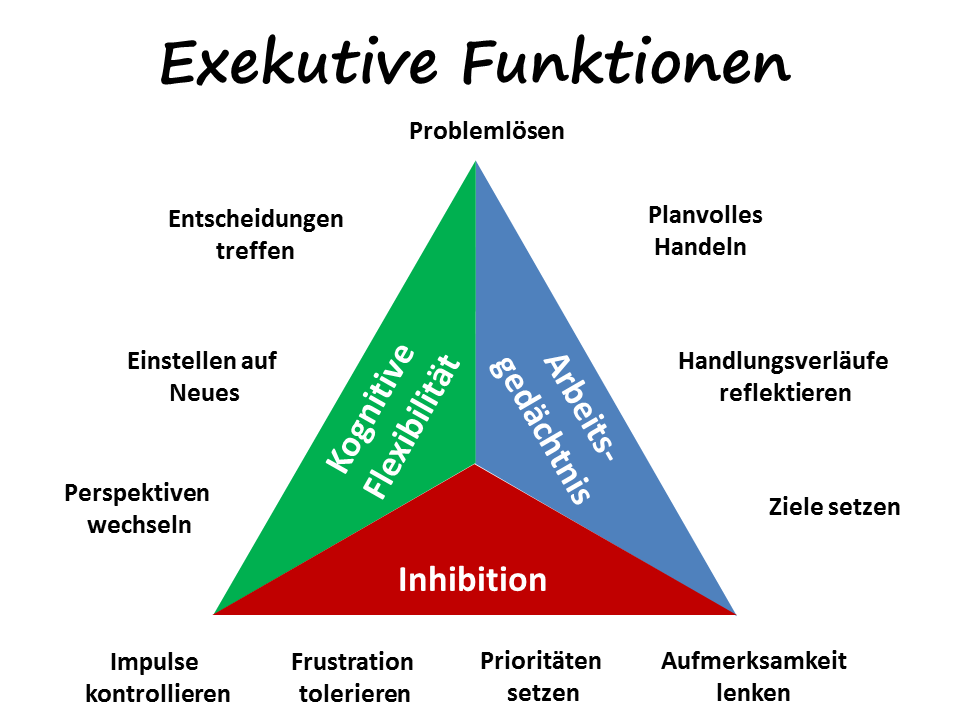 Exekutive Funktionen
Problemlösen
Entscheidungen
treffen
Planvolles
Handeln
Einstellen auf
Neues
Kognitive
Flexibilität
Arbeits-
gedächtnis
Handlungsverläufe
reflektieren
Perspektiven
wechseln
Ziele setzen
Inhibition
Impulse
kontrollieren
Frustration
tolerieren
Prioritäten
setzen
Aufmerksamkeit
lenken